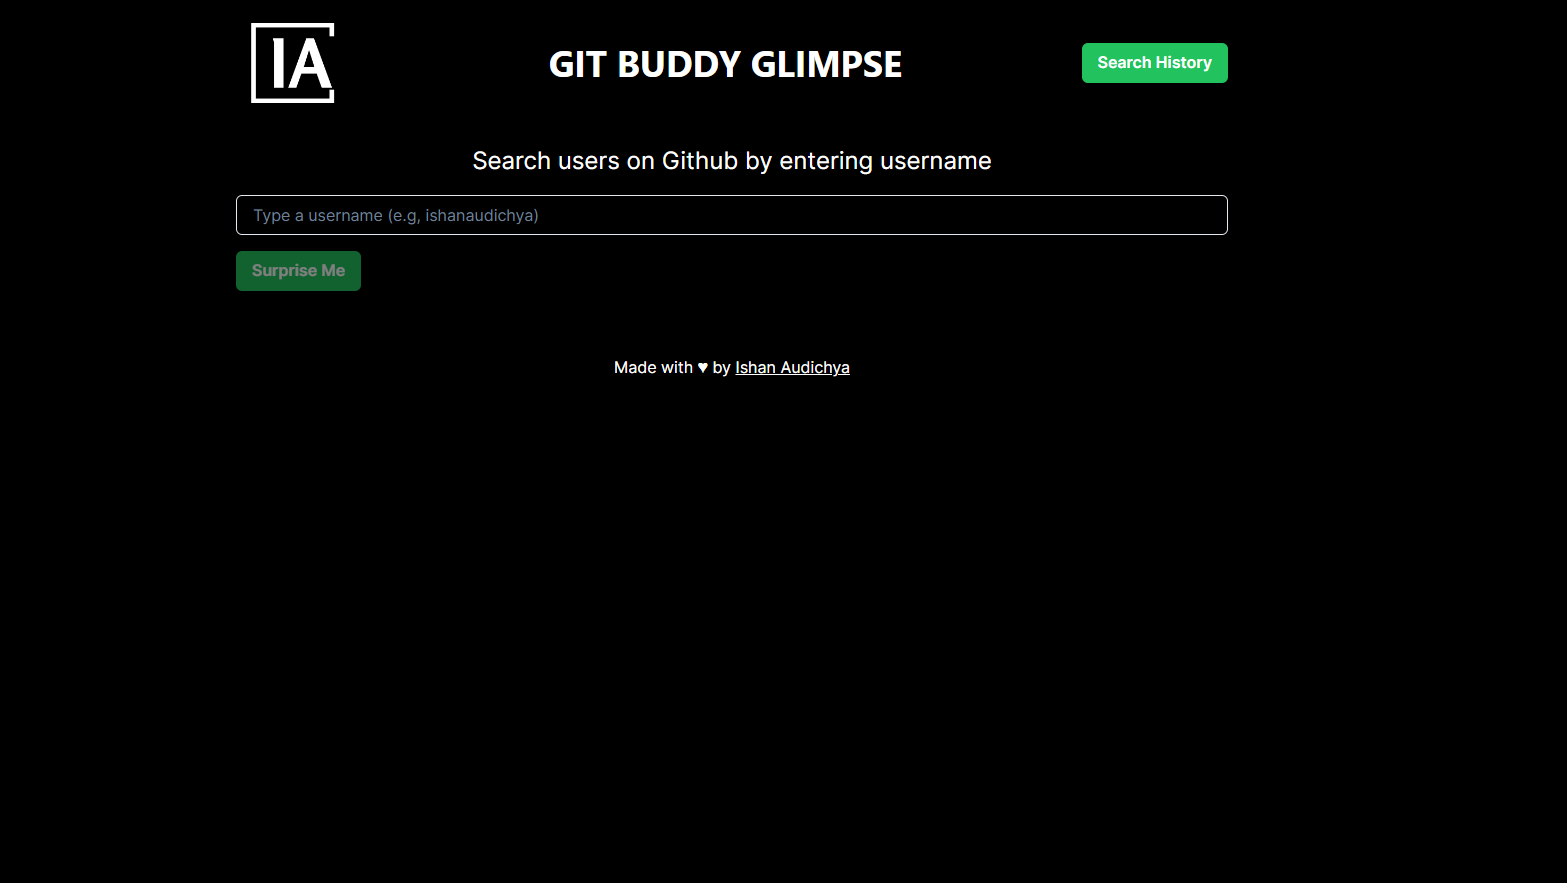 IA
GIT BUDDY GLIMPSE
Search History
Search users on Github by entering username
Type a username (e.g, ishanaudichya)
Surprise Me
Made with ♥ by Ishan Audichya